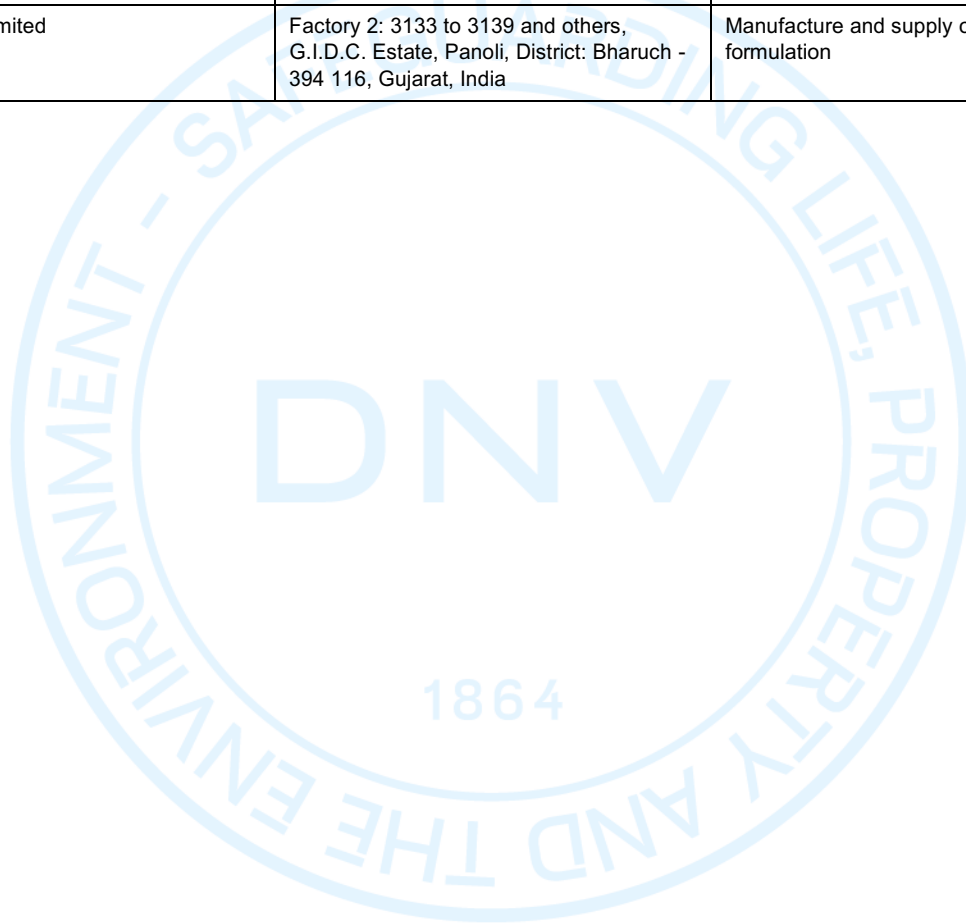 Factory 2: 3133 to 3139 and others,
G.I.D.C. Estate, Panoli, District: Bharuch -
394 116, Gujarat, India
Manufacture and supply
formulation
SAFEGUARDING LIFE, PROPERTY AND THE ENVIRONMENT -
DNV
1864